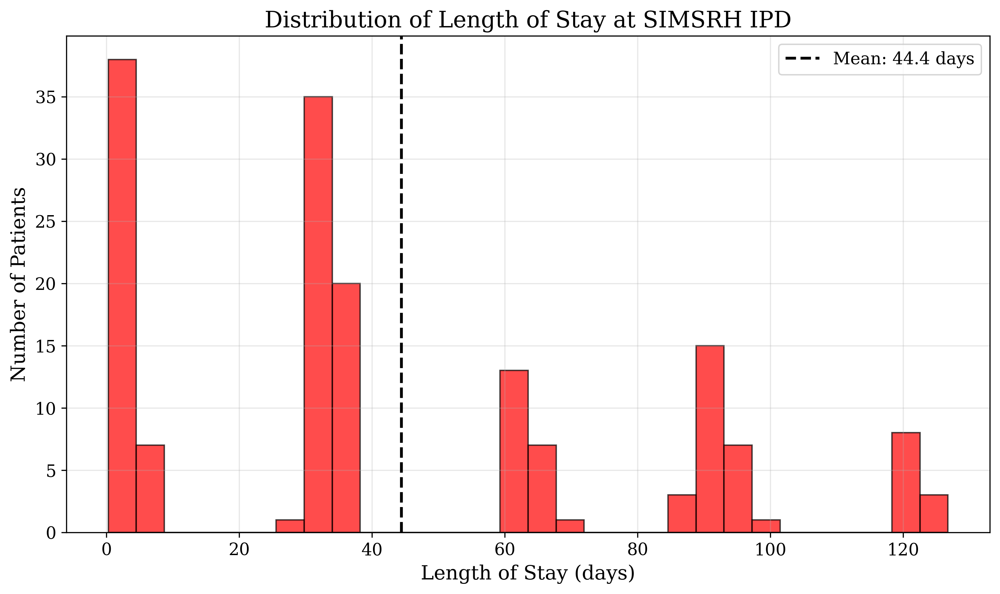 Distribution of Length of Stay at SIMSRH IPD
Mean: 44.4 days
Number of Patients
35
30
25
20
15
10
5
0
0 20 40 60 80 100 120
Length of Stay (days)